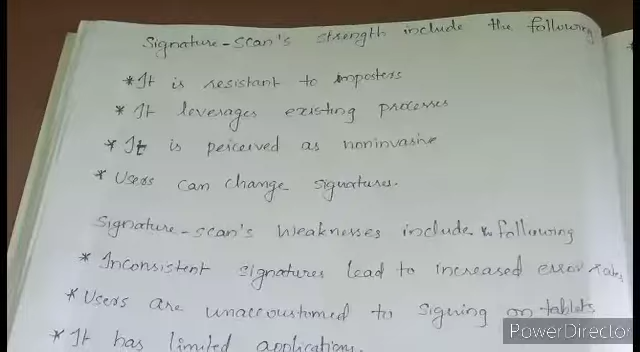 Signature-scan's strength include the following
* It is resistant to imposters
* It leverages existing processes
* It is perceived as noninvasive
* Users can change signatures.
Signature-scan's weaknesses include the following
* Inconsistent signatures lead to increased error rates,
* Users are unaccustomed to signing on tablets
* It has limited applications.
PowerDirector